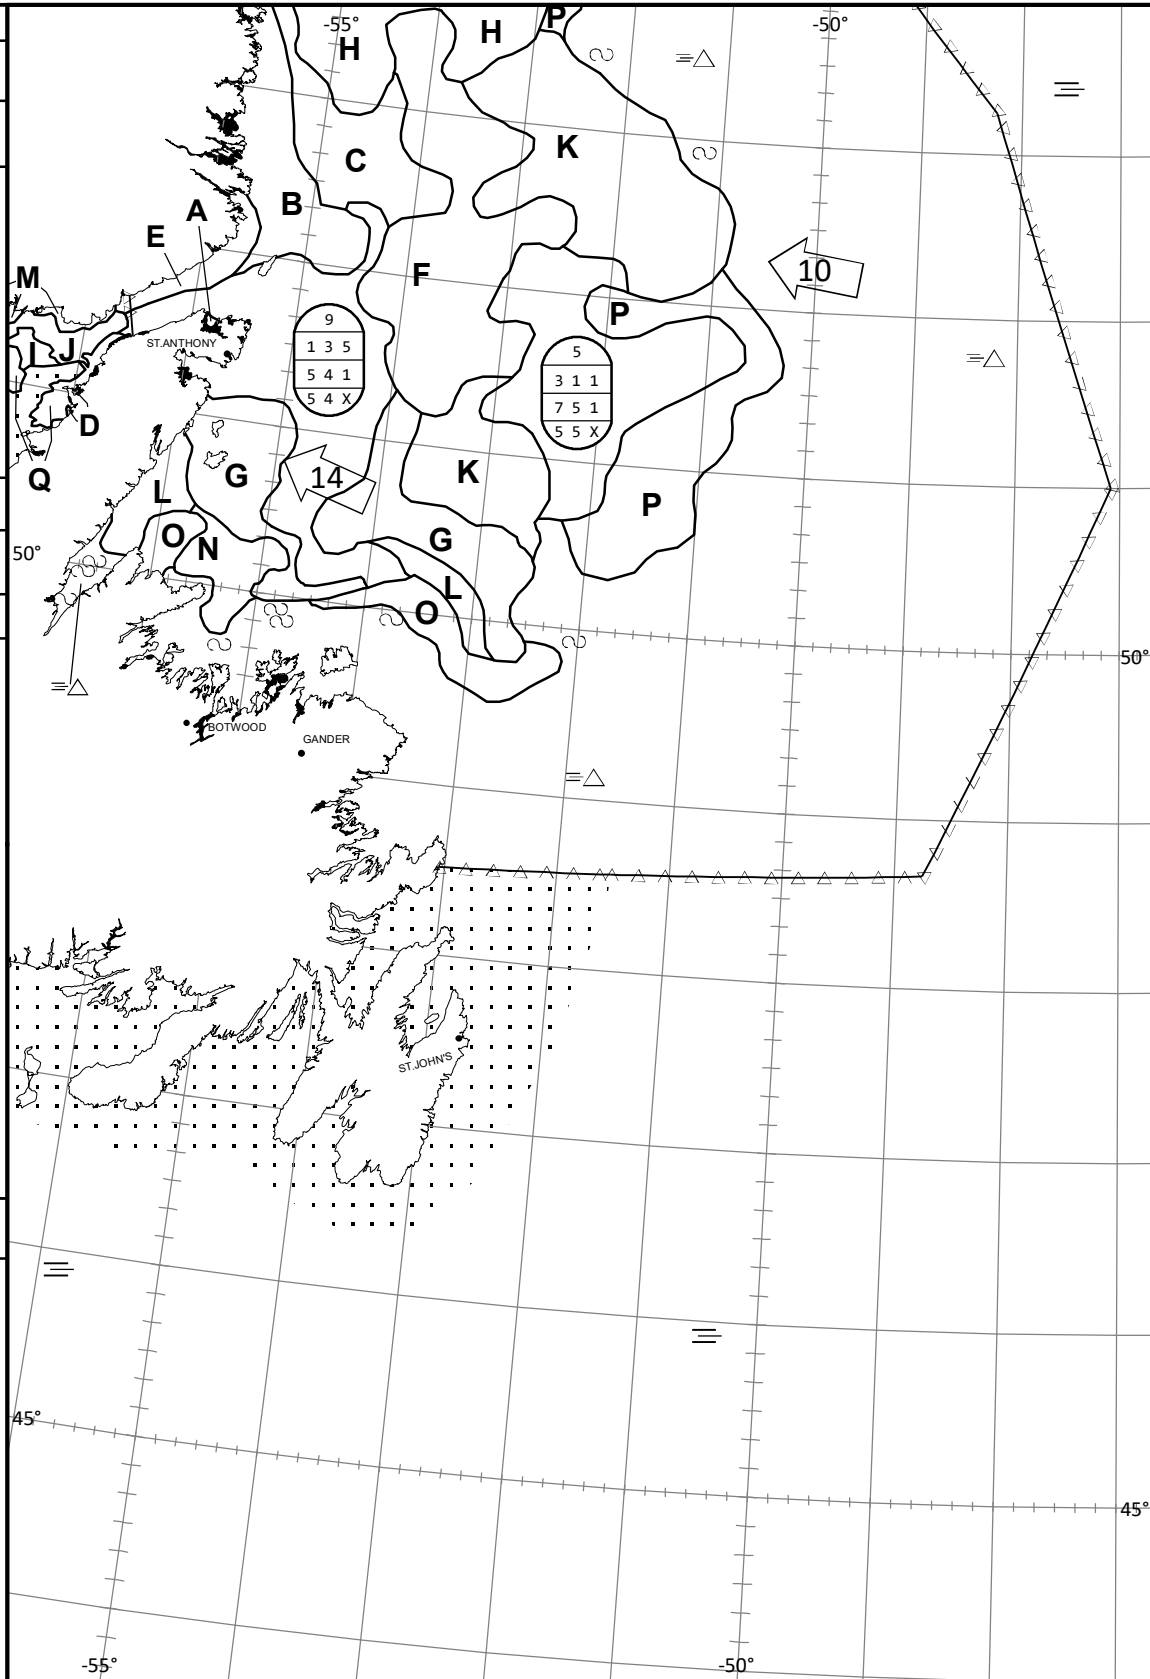 -55°
-50°
H
H
P
C
K
A
B
E
F
10
M
P
9
1 3 5
5 4 1
5 4 X
ST.ANTHONY
I
J
5
3 1 1
7 5 1
5 5 X
D
Q
G
14
K
L
P
O
N
G
50°
L
O
50°
BOTWOOD
GANDER
ST.JOHN'S
45°
45°
-55°
-50°